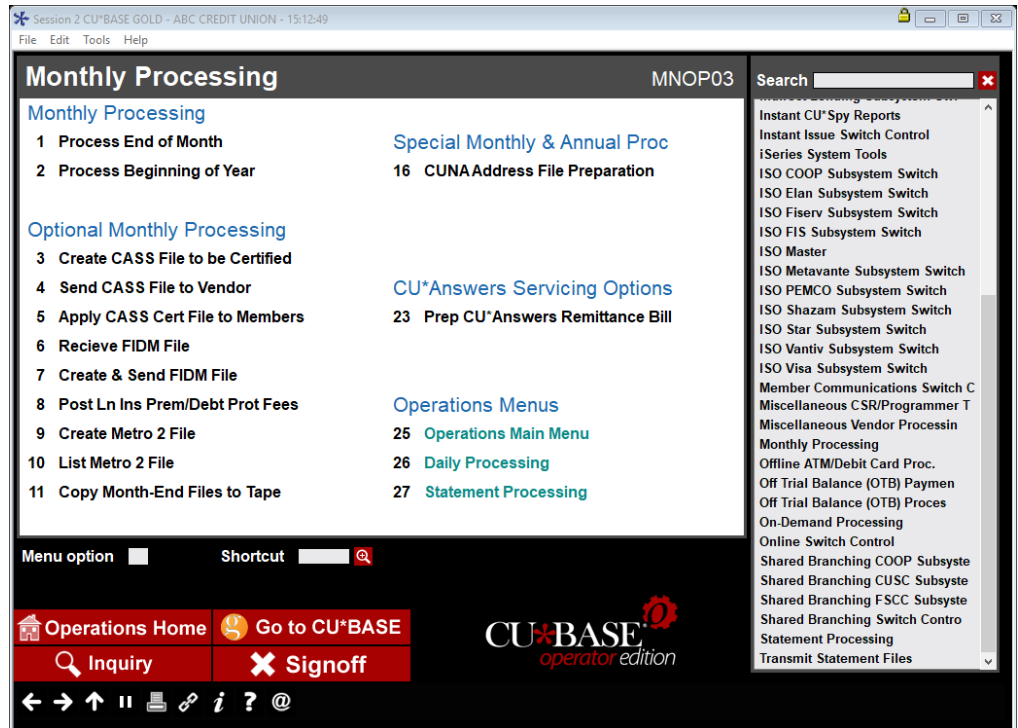 Session 2 CU*BASE GOLD - ABC CREDIT UNION - 15:12:49
File Edit Tools Help
Monthly Processing MNOP03
Monthly Processing
1 Process End of Month
2 Process Beginning of Year
Optional Monthly Processing
3 Create CASS File to be Certified
4 Send CASS File to Vendor
5 Apply CASS Cert File to Members
6 Recieve FIDM File
7 Create & Send FIDM File
8 Post Ln Ins Prem/Debt Prot Fees
9 Create Metro 2 File
10 List Metro 2 File
11 Copy Month-End Files to Tape
Special Monthly & Annual Proc
16 CUNA Address File Preparation
CU*Answers Servicing Options
23 Prep CU*Answers Remittance Bill
Operations Menus
25 Operations Main Menu
26 Daily Processing
27 Statement Processing
Menu option
Shortcut
Operations Home
g Go to CU*BASE
Inquiry
Signoff
CU*BASE
operator edition
i ? @
Search
Instant CU*Spy Reports
Instant Issue Switch Control
iSeries System Tools
ISO COOP Subsystem Switch
ISO Elan Subsystem Switch
ISO Fiserv Subsystem Switch
ISO FIS Subsystem Switch
ISO Master
ISO Metavante Subsystem Switch
ISO PEMCO Subsystem Switch
ISO Shazam Subsystem Switch
ISO Star Subsystem Switch
ISO Vantiv Subsystem Switch
ISO Visa Subsystem Switch
Member Communications Switch C
Miscellaneous CSR/Programmer T
Miscellaneous Vendor Processin
Monthly Processing
Offline ATM/Debit Card Proc.
Off Trial Balance (OTB) Paymen
Off Trial Balance (OTB) Proces
On-Demand Processing
Online Switch Control
Shared Branching COOP Subsyste
Shared Branching CUSC Subsyste
Shared Branching FSCC Subsyste
Shared Branching Switch Contro
Statement Processing
Transmit Statement Files